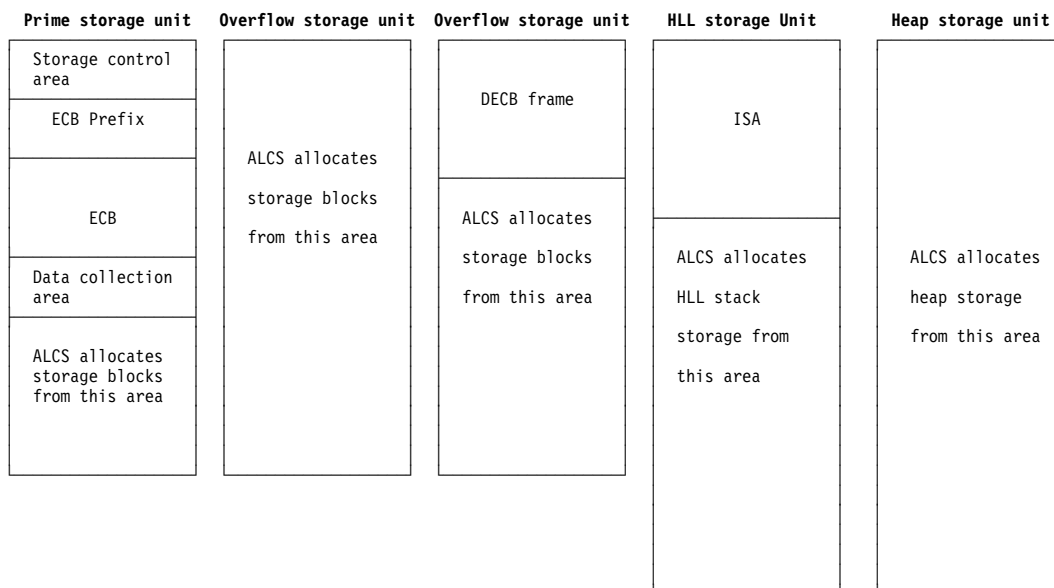 Prime storage unit
Overflow storage unit
Overflow storage unit
HLL storage Unit
Heap storage unit
Storage control
area
ECB Prefix
ECB
Data collection
area
ALCS allocates
storage blocks
from this area
ALCS allocates
storage blocks
from this area
DECB frame
ALCS allocates
storage blocks
from this area
ISA
ALCS allocates
HLL stack
storage from
this area
ALCS allocates
heap storage
from this area